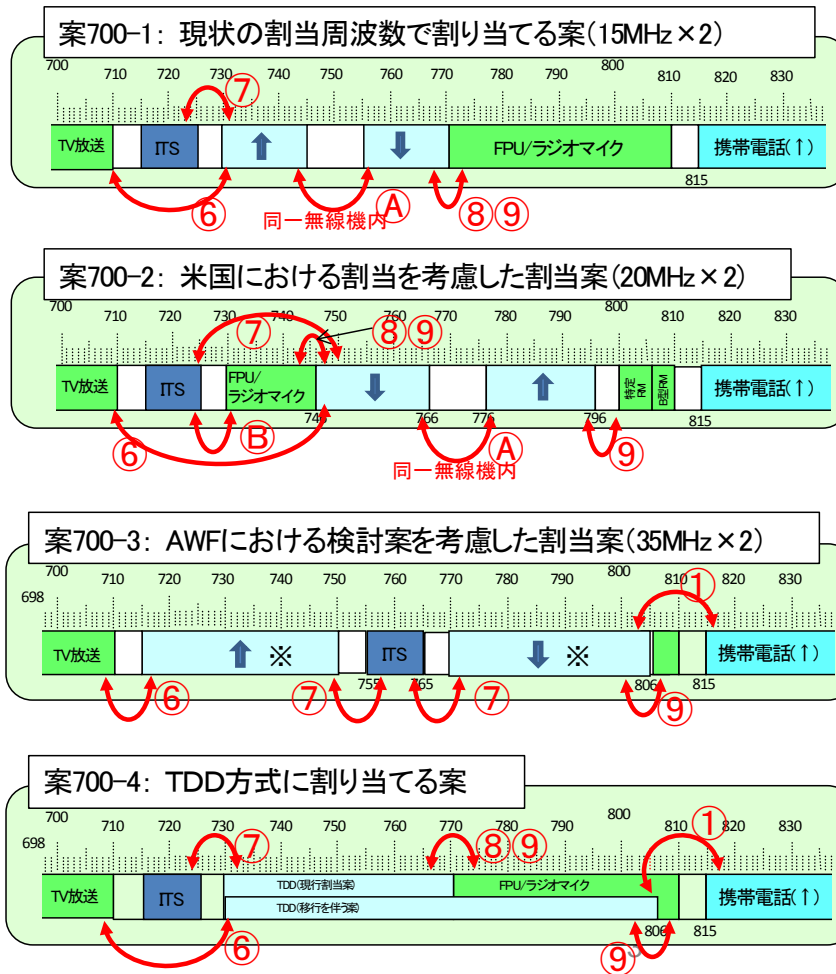 案700-1: 現状の割当周波数で割り当てる案(15MHz×2)
700 710 720 730 740 750 760 770 780 790 800 810 820 830
⑦
TV放送 ITS ↑ ↓ FPU/ラジオマイク 携帯電話(↑)
815
⑥ 同一無線機内 Ⓐ ⑧⑨
案700-2: 米国における割当を考慮した割当案(20MHz×2)
700 710 720 730 740 750 760 770 780 790 800 810 820 830
⑦ ⑧⑨
TV放送 ITS FPU/
ラジオマイク ↓ ↑ 特定
RM B型RM 携帯電話(↑)
766 776 796 815
⑥ Ⓑ Ⓐ ⑨
同一無線機内
案700-3: AWFにおける検討案を考慮した割当案(35MHz×2)
698 700 710 720 730 740 750 760 770 780 790 800 810 820 830
①
TV放送 ↑ ※ ITS ↓ ※ 携帯電話(↑)
755 765 806 815
⑥ ⑦ ⑦ ⑨
案700-4: TDD方式に割り当てる案
698 700 710 720 730 740 750 760 770 780 790 800 810 820 830
⑦ ⑧⑨ ①
TV放送 ITS TDD(現行割当案) FPU/ラジオマイク 携帯電話(↑)
TDD(移行を伴う案)
806 815
⑥ ⑨